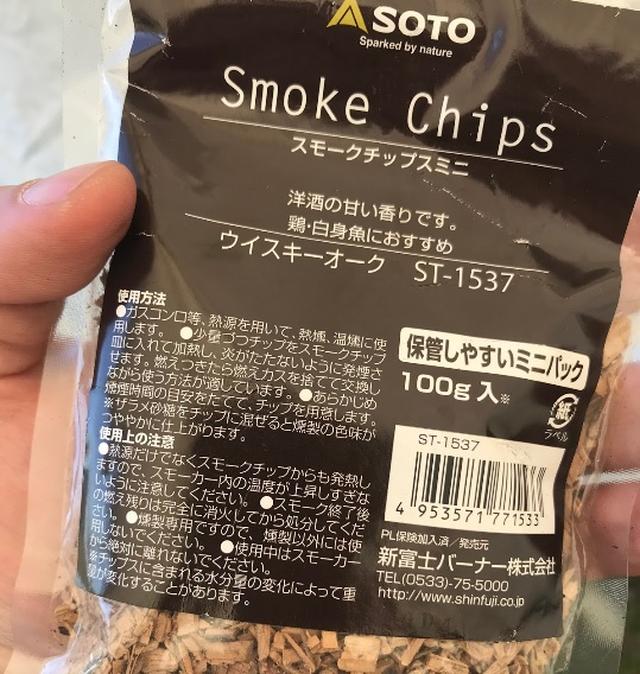 SOTO
Sparked by nature
Smoke Chips
スモークチップスミニ
洋酒の甘い香りです。
鶏・白身魚におすすめ
ウイスキーオーク ST-1537
使用方法
●ガスコンロ等、熱源を用いて、熱燻、温燻に使
用します。 ●少量づつチップをスモークチップ
皿に入れて加熱し、炎がたたないように発煙さ
せます。燃えつきたら燃えカスを捨てて交換し
ながら使う方法が適しています。●あらかじめ
燻煙時間の目安をたてて、チップを用意します。
※ザラメ砂糖をチップに混ぜると燻製の色味が
つややかに仕上がります。
使用上の注意
●熱源だけでなくスモークチップからも発熱し
ますので、スモーカー内の温度が上昇しすぎな
いように注意してください。 ●スモーク終了後
の燃え残りは完全に消火してから処分してくだ
さい。 ●燻製専用ですので、燻製以外には使
用しないでください。 ●使用中はスモーカー
から絶対に離れないでください。
※チップスに含まれる水分量の変化によって重
量が変化することがあります。
保管しやすいミニパック
100g 入※
紙
ラベル
ST-1537
4 953571 771533
PL保険加入済/発売元
新富士バーナー株式会社
TEL(0533)-75-5000
http://www.shinfuji.co.jp